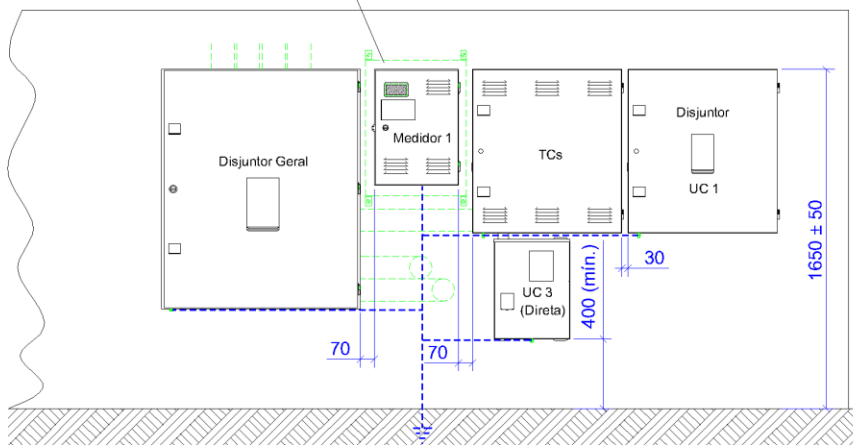 Disjuntor Geral
Medidor 1
TCs
Disjuntor
UC 1
UC 3
(Direta)
70
70
400 (mín.)
30
1650 ± 50